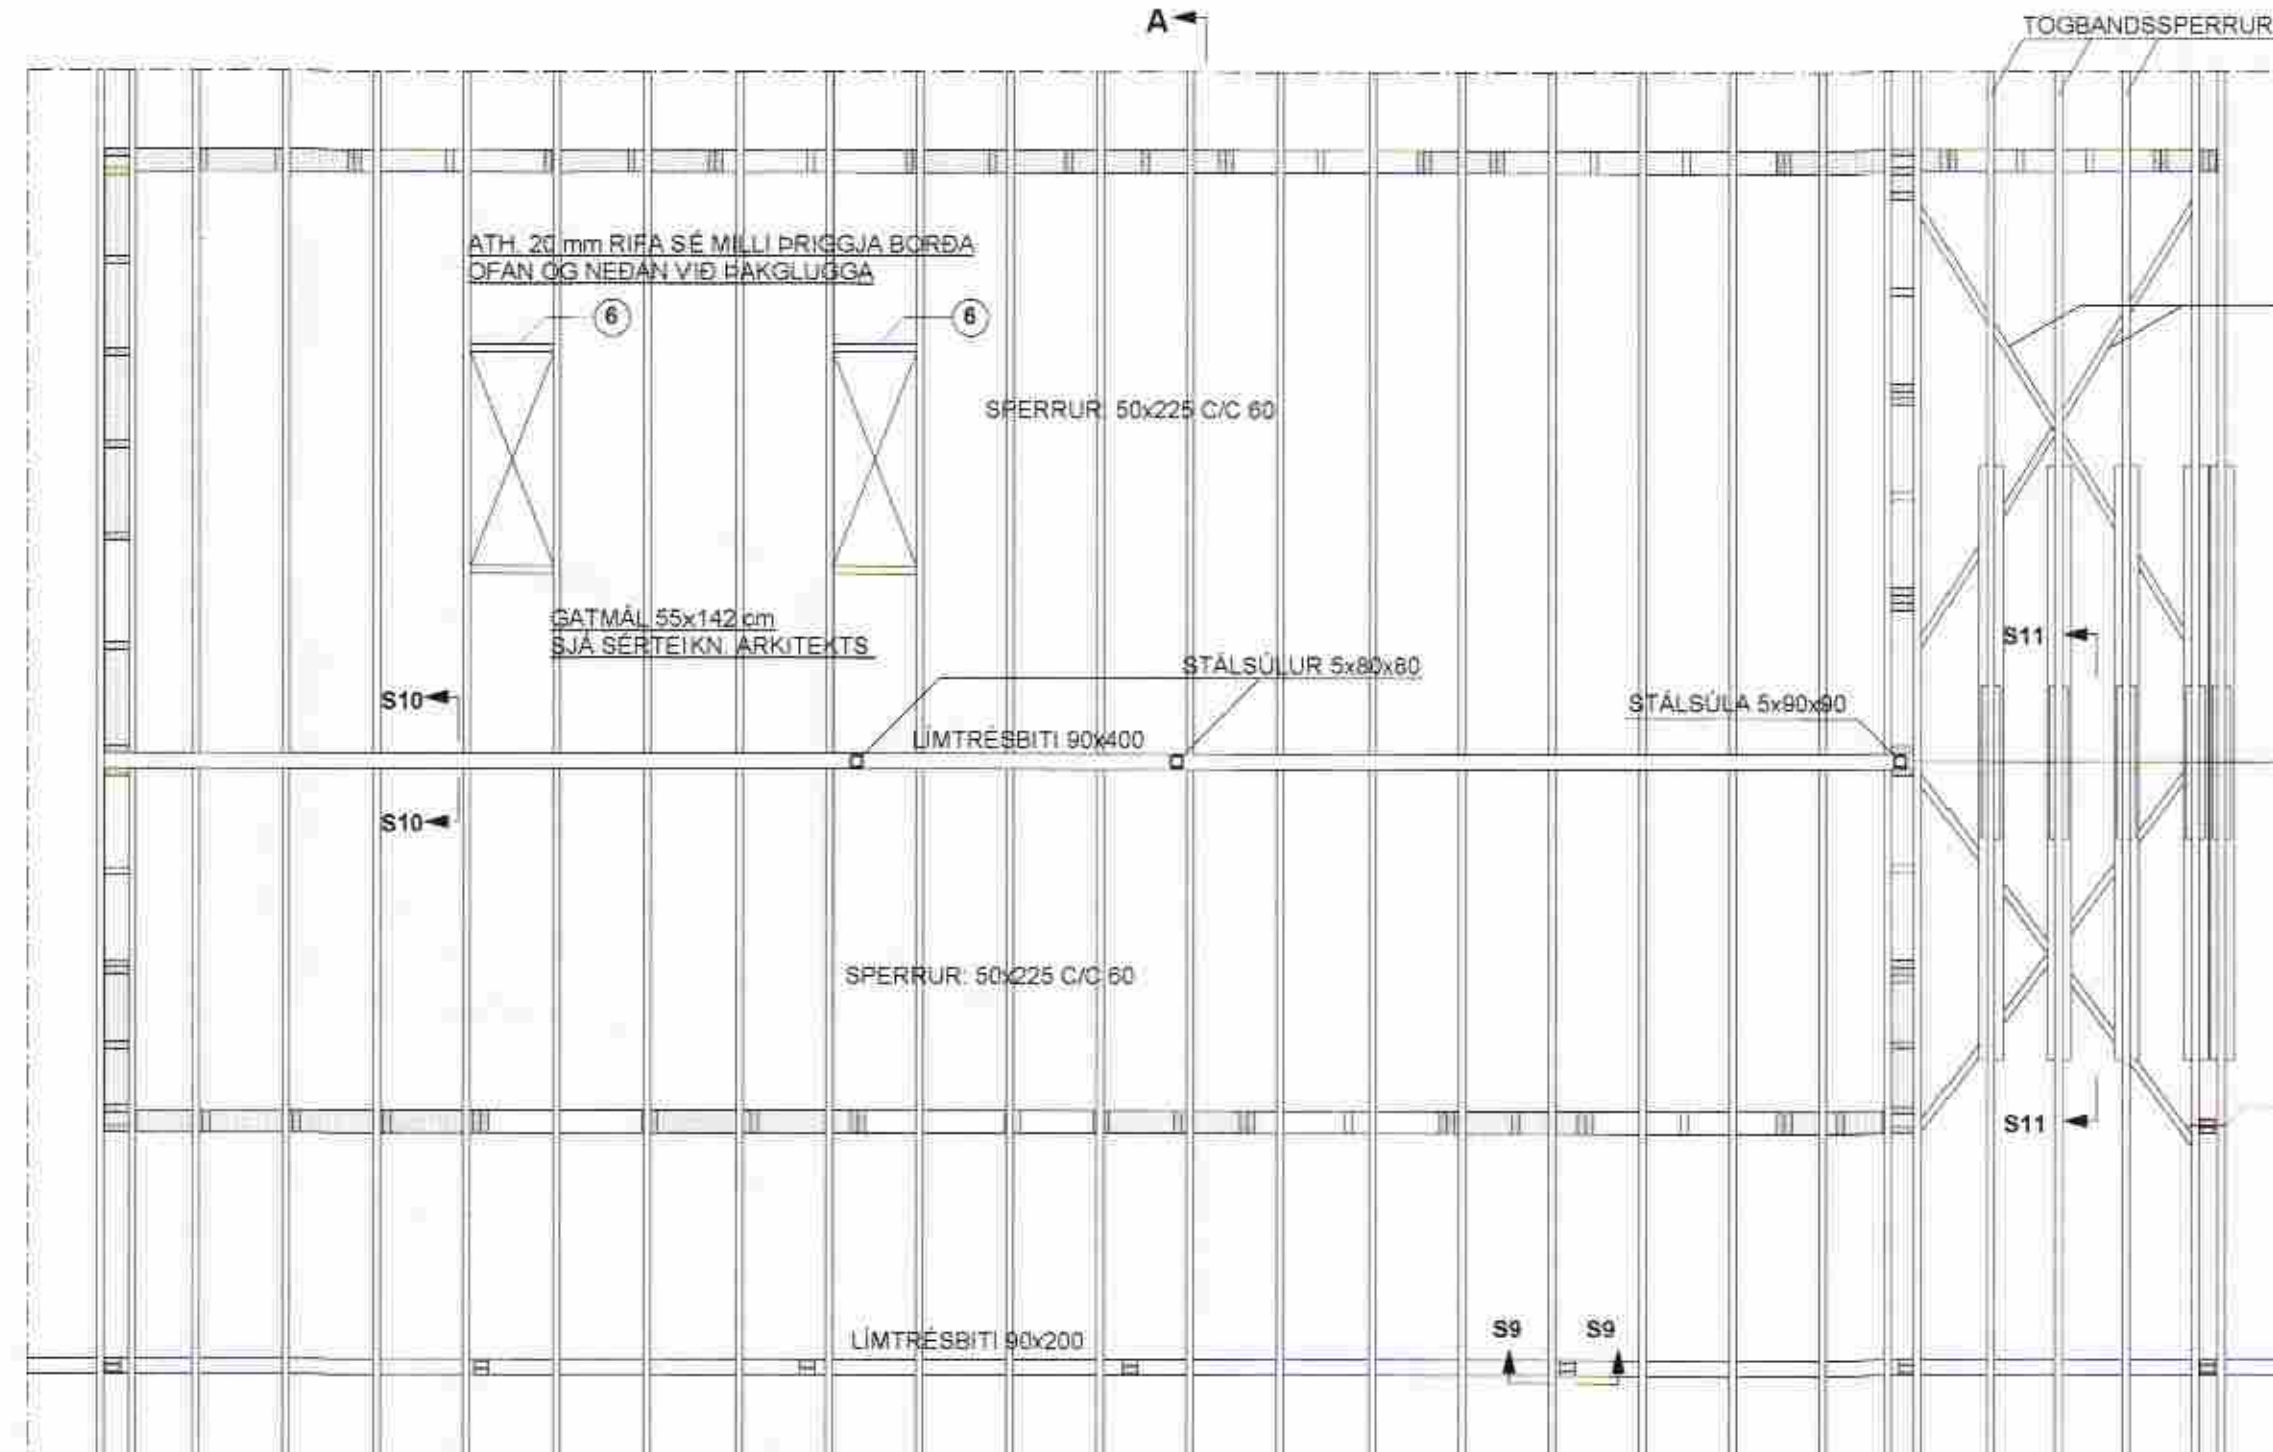 A
TOGBANDSSPERRUR
ATH. 20 mm RIFA SÉ MILLI ÞRIGGJA BORÐA
OFAN OG NEÐAN VIÐ ÞAKGLUGGA
6
6
SPERRUR: 50x225 C/C 60
GATMÁL 55x142 cm
SJÁ SÉRTEIKN. ARKITEKTS
S11
STÁLSÚLUR 5x80x80
S10
STÁLSÚLA 5x90x90
LÍMTRÉSBITI 90x400
S10
SPERRUR: 50x225 C/C 60
S11
LÍMTRÉSBITI 90x200
S9
S9